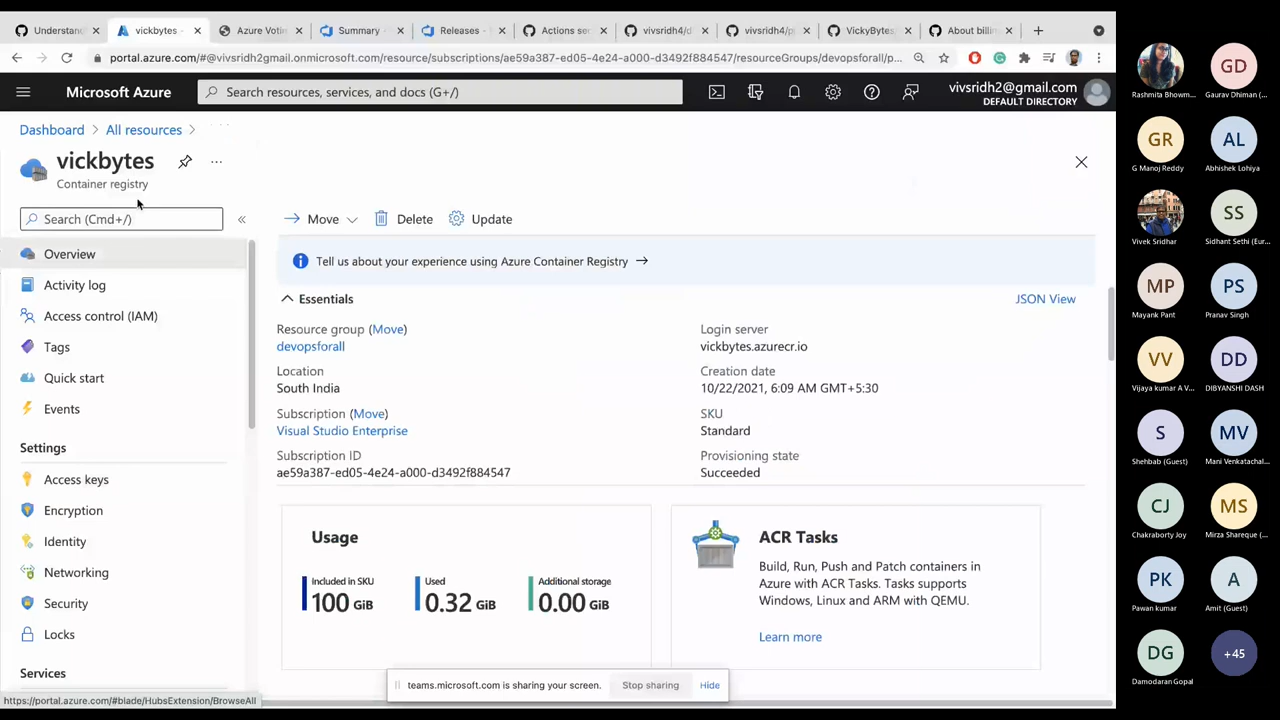 Understan
vickbytes -
Azure Votin
Summary -
Releases -
Actions ser
vivsridh4/d
vivsridh4/p
VickyBytes
About billin
portal.azure.com/#@vivsridh2gmail.onmicrosoft.com/resource/subscriptions/ae59a387-ed05-4e24-a000-d3492f884547/resourceGroups/devopsforall/p...
Microsoft Azure
Search resources, services, and docs (G+/)
vivsridh2@gmail.com
DEFAULT DIRECTORY
Dashboard > All resources >
vickbytes
Container registry
Search (Cmd+/)
Overview
Activity log
Access control (IAM)
Tags
Quick start
Events
Settings
Access keys
Encryption
Identity
Networking
Security
Locks
Services
https://portal.azure.com/#blade/HubsExtension/BrowseAll
Move
Delete
Update
Tell us about your experience using Azure Container Registry →
Essentials
JSON View
Resource group (Move)
devopsforall
Location
South India
Subscription (Move)
Visual Studio Enterprise
Subscription ID
ae59a387-ed05-4e24-a000-d3492f884547
Login server
vickbytes.azurecr.io
Creation date
10/22/2021, 6:09 AM GMT+5:30
SKU
Standard
Provisioning state
Succeeded
Usage
Included in SKU
100 GiB
Used
0.32 GiB
Additional storage
0.00 GiB
ACR Tasks
Build, Run, Push and Patch containers in
Azure with ACR Tasks. Tasks supports
Windows, Linux and ARM with QEMU.
Learn more
teams.microsoft.com is sharing your screen.
Stop sharing
Hide
Rashmita Bhowm...
GD
Gaurav Dhiman (...
GR
G Manoj Reddy
AL
Abhishek Lohiya
Vivek Sridhar
SS
Sidhant Sethi (Eur...
MP
Mayank Pant
PS
Pranav Singh
VV
Vijaya kumar A V...
DD
DIBYANSHI DASH
S
Shehbab (Guest)
MV
Mani Venkatachal...
CJ
Chakraborty Joy
MS
Mirza Shareque (...
PK
Pawan kumar
A
Amit (Guest)
DG
Damodaran Gopal
+45